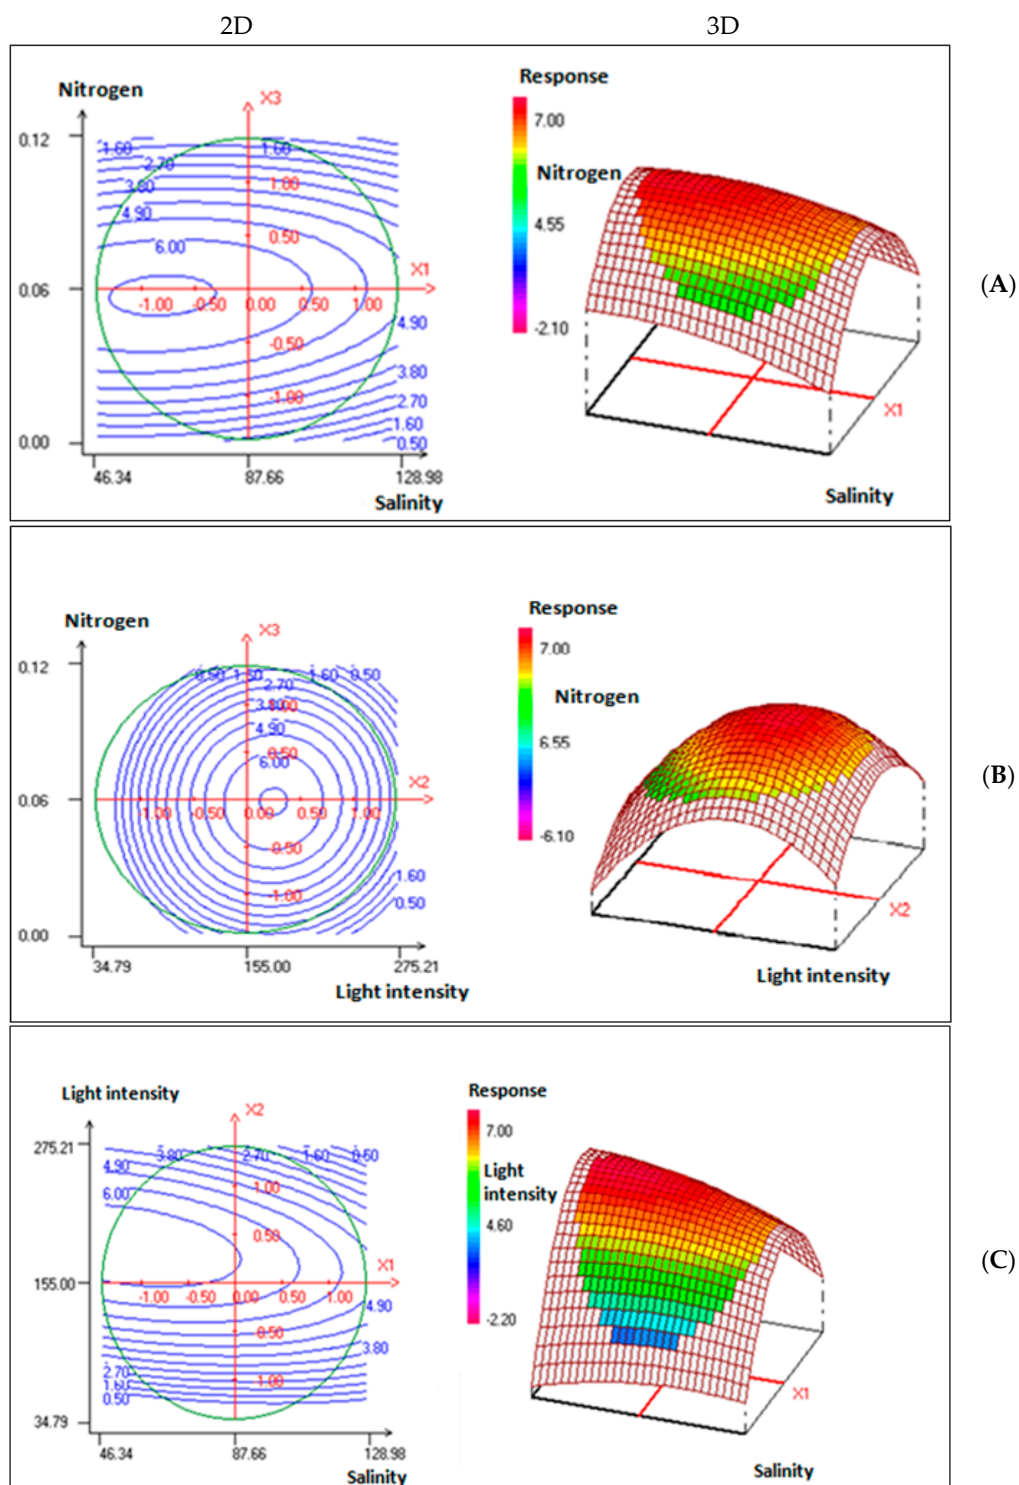 2D 3D
Nitrogen
X3
0.12
1.60 1.60
2.70
3.80 1.00
4.90
0.50
6.00
X1
0.06
-1.00 -0.50 0.00 0.50 1.00
4.90
-0.50
3.80
-1.00 2.70
1.60
0.00 0.50
46.34 87.66 128.98
Salinity
Response
7.00
Nitrogen
4.55
-2.10
X1
Salinity
(A)
Nitrogen
X3
0.12
0.50 1.60 1.60 0.50
2.70
3.80 1.00
4.90
0.50
6.00
X2
0.06
-1.00 -0.50 0.00 0.50 1.00
0.50
1.60
-1.00
0.50
0.00
34.79 155.00 275.21
Light intensity
Response
7.00
Nitrogen
6.55
-6.10
X2
Light intensity
(B)
Light intensity
X2
275.21
3.80 2.70 1.60 0.50
4.90
6.00 1.00
0.50
X1
155.00
-1.00 -0.50 0.00 0.50 1.00
4.90
0.50
3.80
2.70
1.60 1.00
0.50
34.79
46.34 87.66 128.98
Salinity
Response
7.00
Light
intensity
4.60
-2.20
X1
Salinity
(C)